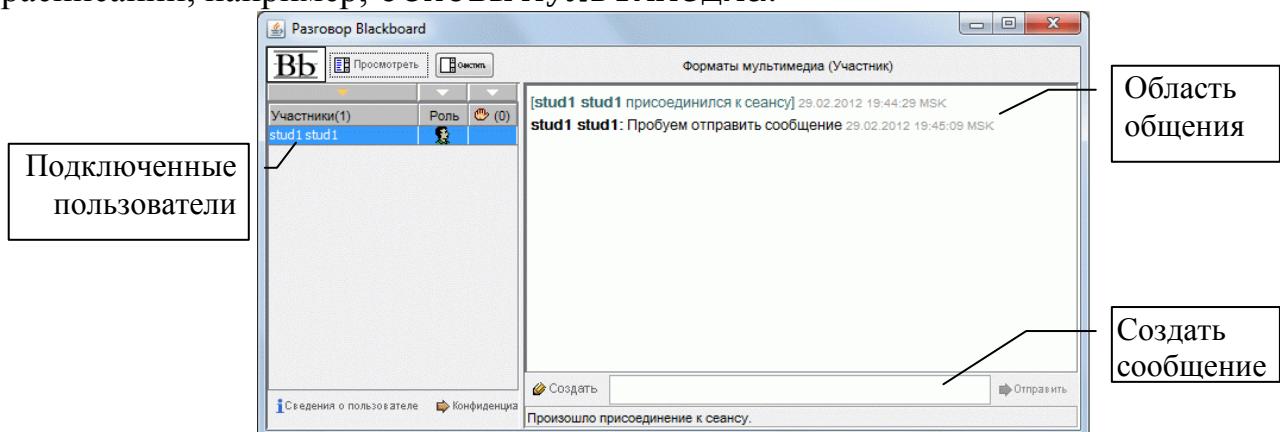 например,
Разговор Blackboard
Bb Просмотреть Очистить
Форматы мультимедиа (Участник)
Участники(1) Роль (0)
stud1 stud1
[stud1 stud1 присоединился к сеансу] 29.02.2012 19:44:29 MSK
stud1 stud1: Пробуем отправить сообщение 29.02.2012 19:45:09 MSK
Область
общения
Подключенные
пользователи
Создать
сообщение
Создать
Отправить
Сведения о пользователе Конфиденциа
Произошло присоединение к сеансу.